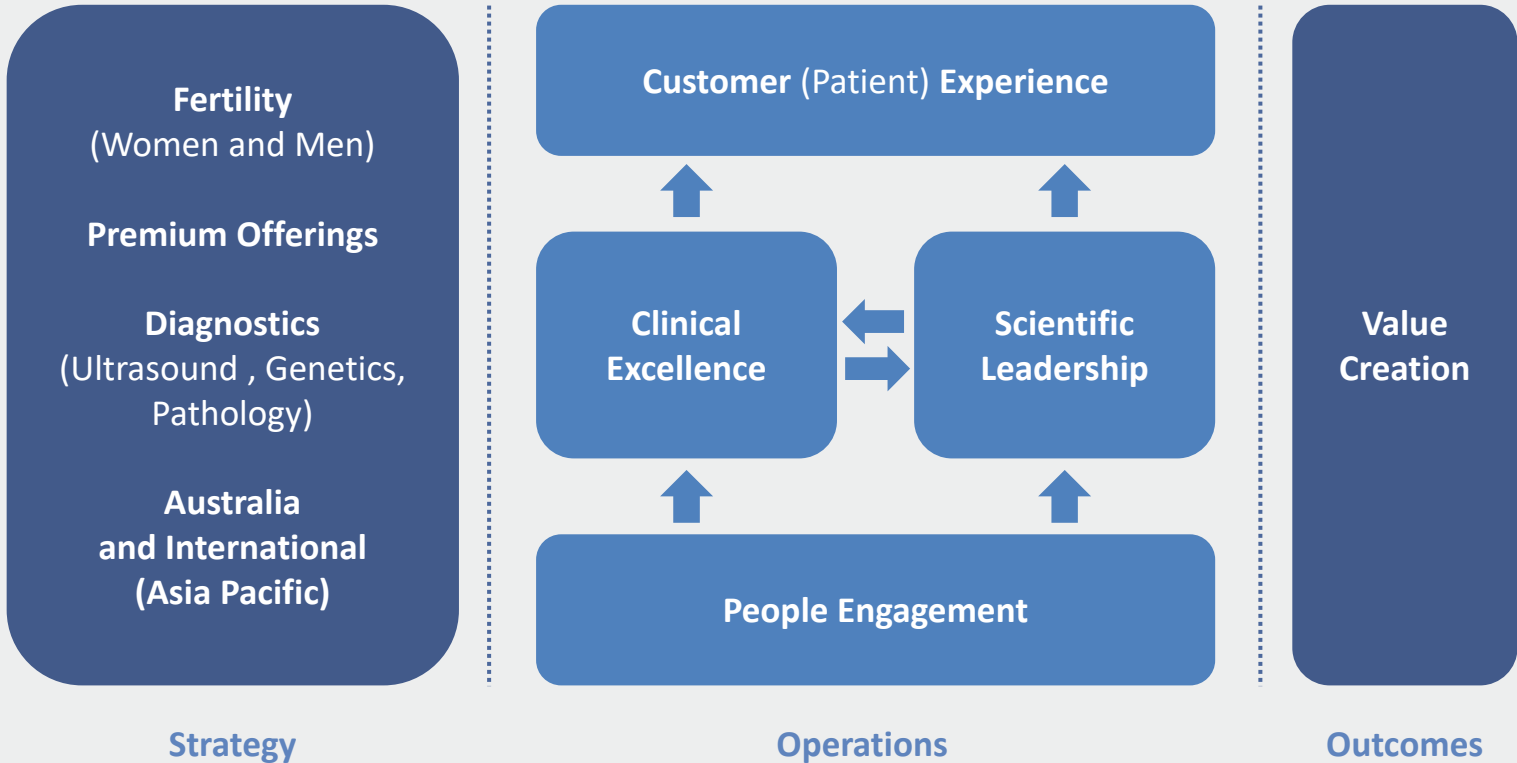 Fertility
(Women and Men)
Premium Offerings
Diagnostics
(Ultrasound , Genetics,
Pathology)
Australia
and International
(Asia Pacific)
Strategy
Customer (Patient) Experience
Clinical
Excellence
Scientific
Leadership
People Engagement
Operations
Value
Creation
Outcomes